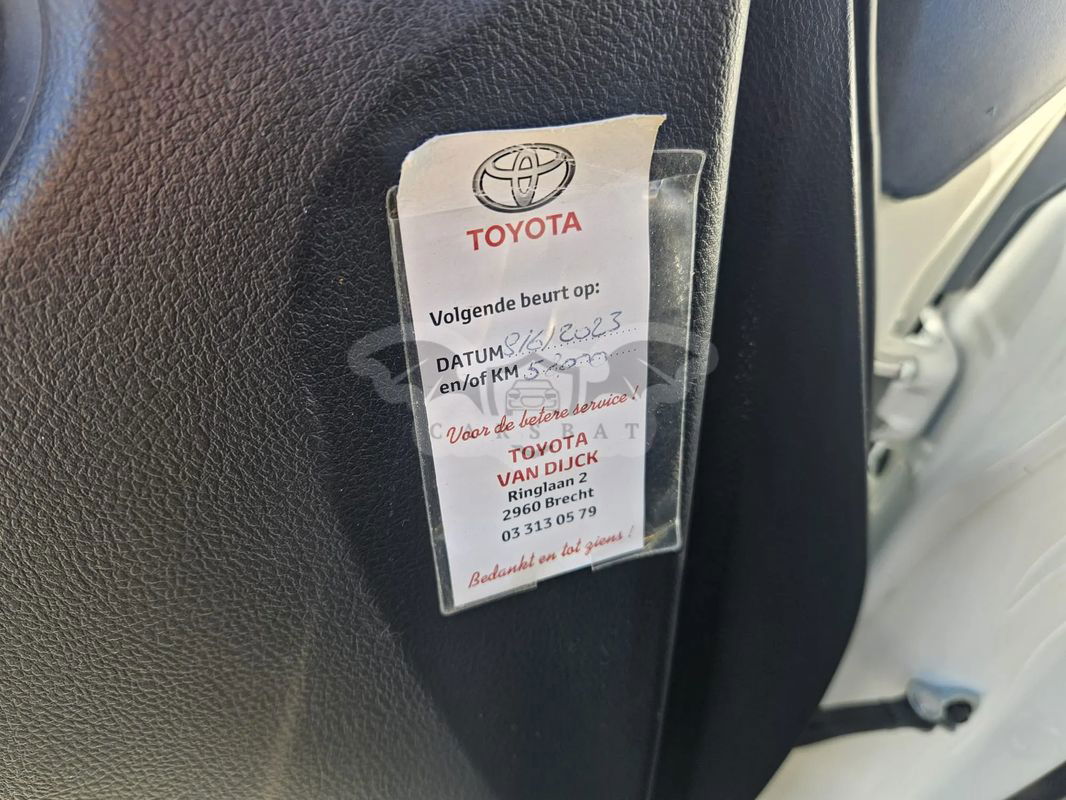 TOYOTA
Volgende beurt op:
DATUM 8/6/2023
en/of KM
Voor de betere service!
CARSBAT
TOYOTA
VAN DIJCK
Ringlaan 2
2960 Brecht
03 313 05 79
Bedankt en tot ziens!